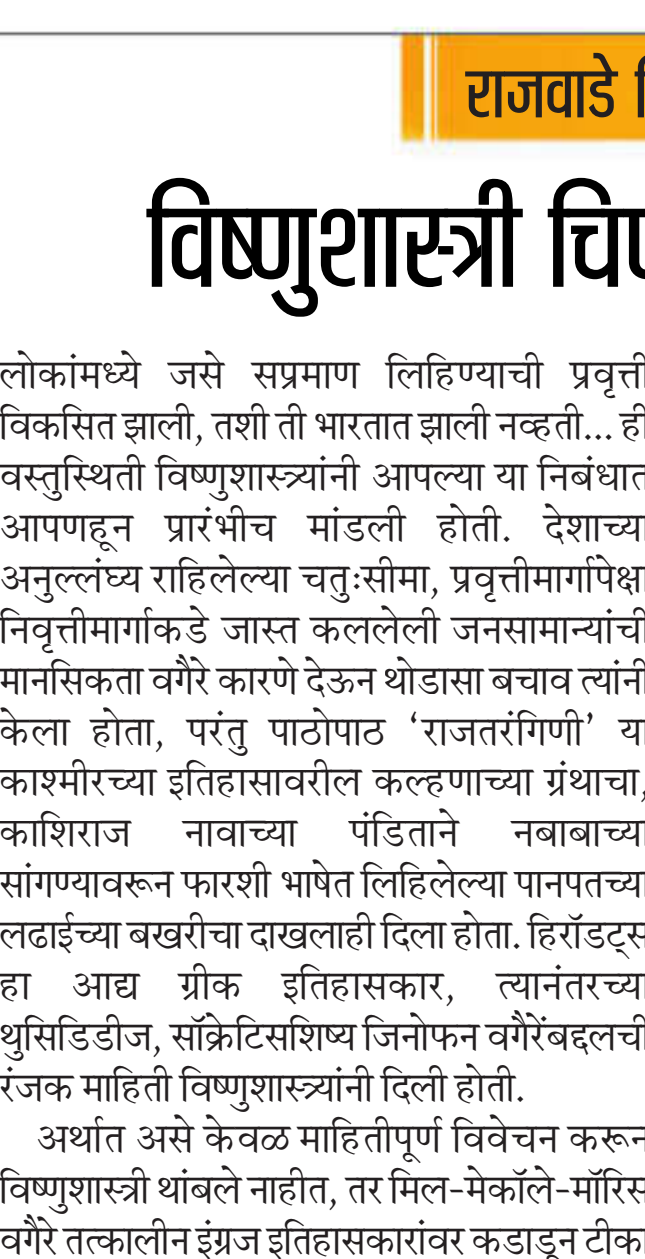 राजवाडे
विष्णुशास्त्री
लोकांमध्ये जसे सप्रमाण लिहिण्याची प्रवृत्ती
विकसित झाली, तशी ती भारतात झाली नव्हती... ही
वस्तुस्थिती विष्णुशास्त्र्यांनी आपल्या या निबंधात
आपणहून प्रारंभीच मांडली होती. देशाच्या
अनुल्लंघ्य राहिलेल्या चतुःसीमा, प्रवृत्तीमार्गापेक्षा
निवृत्तीमार्गाकडे जास्त कललेली जनसामान्यांची
मानसिकता वगैरे कारणे देऊन थोडासा बचाव त्यांनी
केला होता, परंतु पाठोपाठ ‘राजतरंगिणी’ या
काश्मीरच्या इतिहासावरील कल्हणाच्या ग्रंथाचा,
काशिराज नावाच्या पंडिताने नबाबाच्या
सांगण्यावरून फारशी भाषेत लिहिलेल्या पानपतच्या
लढाईच्या बखरीचा दाखलाही दिला होता. हिरॉडट्स
हा आद्य ग्रीक इतिहासकार, त्यानंतरच्या
थुसिडिडीज, सॉक्रेटिसशिष्य जिनोफन वगैरेंबद्दलची
रंजक माहिती विष्णुशास्त्र्यांनी दिली होती.
अर्थात असे केवळ माहितीपूर्ण विवेचन करून
विष्णुशास्त्री थांबले नाहीत, तर मिल-मेकॉले-मॉरिस
वगैरे तत्कालीन इंग्रज इतिहासकारांवर कडाडून टीका